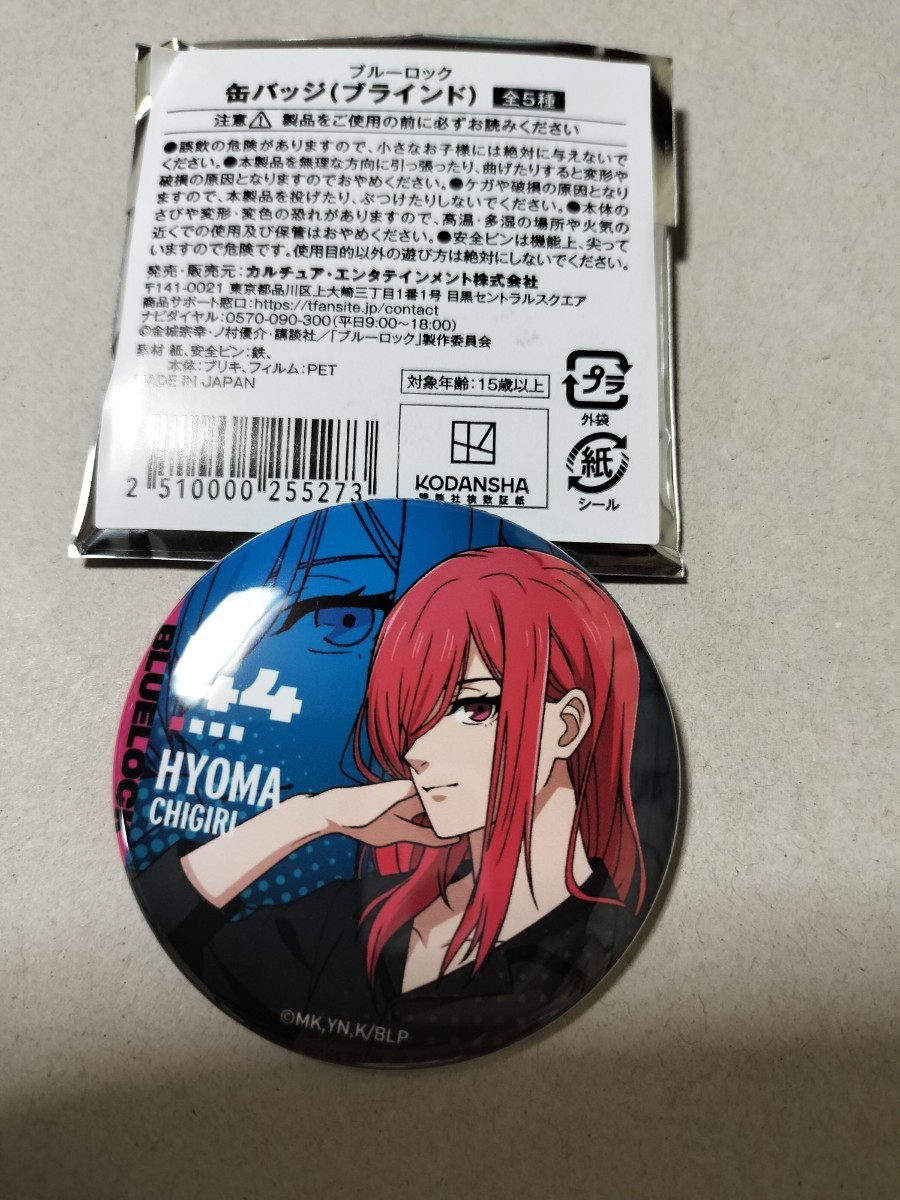 ブルーロック
缶バッジ(ブラインド) 全5種
注意⚠ 製品をご使用の前に必ずお読みください
●誤飲の危険がありますので、小さなお子様には絶対に与えないで
ください。●本製品を無理な方向に引っ張ったり、曲げたりすると変形や
破損の原因となりますのでおやめください。●ケガや破損の原因となり
ますので、本製品を投げたり、ぶつけたりしないでください。●本体の
さびや変形・変色の恐れがありますので、高温・多湿の場所や火気の
近くでの使用及び保管はおやめください。●安全ピンは機能上、尖って
いますので危険です。使用目的以外の遊び方は絶対にしないでください。
発売・販売元:カルチュア・エンタテインメント株式会社
〒141-0021 東京都品川区上大崎三丁目1番1号 目黒セントラルスクエア
商品サポート窓口:https://tfansite.jp/contact
ナビダイヤル:0570-090-300(平日9:00〜18:00)
©金城宗幸・ノ村優介・講談社/「ブルーロック」製作委員会
素材 紙、安全ピン:鉄、
本体:ブリキ、フィルム:PET
MADE IN JAPAN
対象年齢:15歳以上
プラ
外袋
紙
シール
KODANSHA
講談社検数証紙
2 510000 255273
BLUELOCK
44
HYOMA
CHIGIRI
©MK,YN,K/BLP